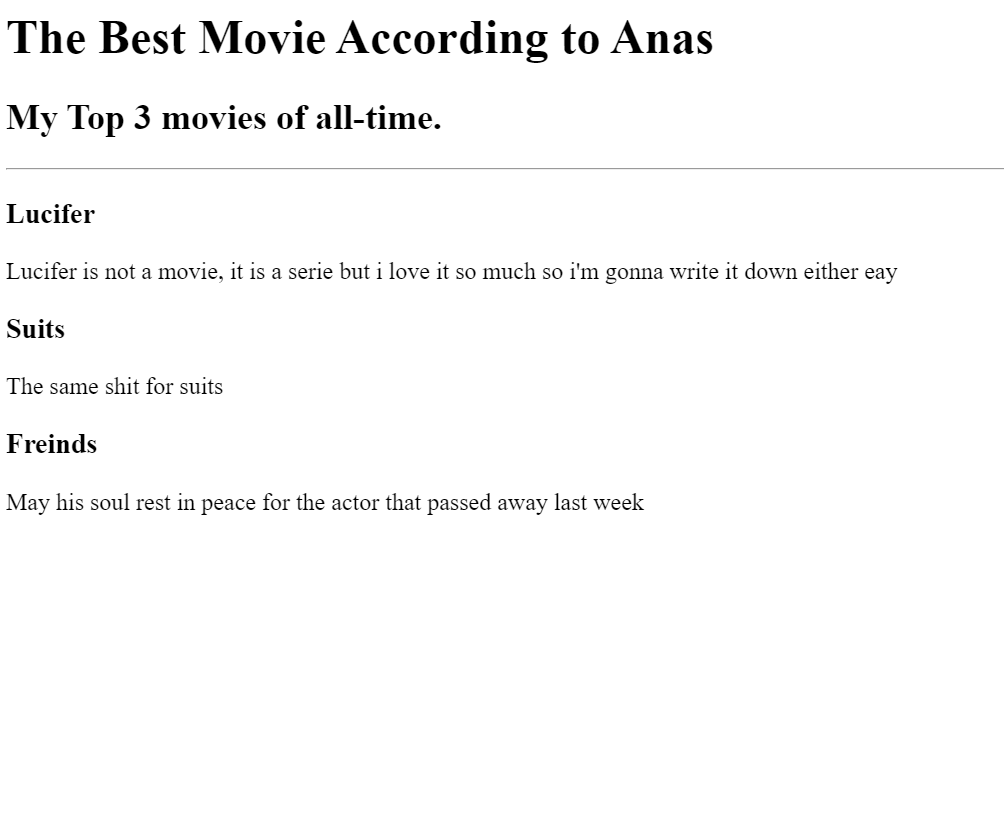 The Best Movie According to Anas
My Top 3 movies of all-time.
Lucifer
Lucifer is not a movie, it is a serie but i love it so much so i'm gonna write it down either eay
Suits
The same shit for suits
Freinds
May his soul rest in peace for the actor that passed away last week